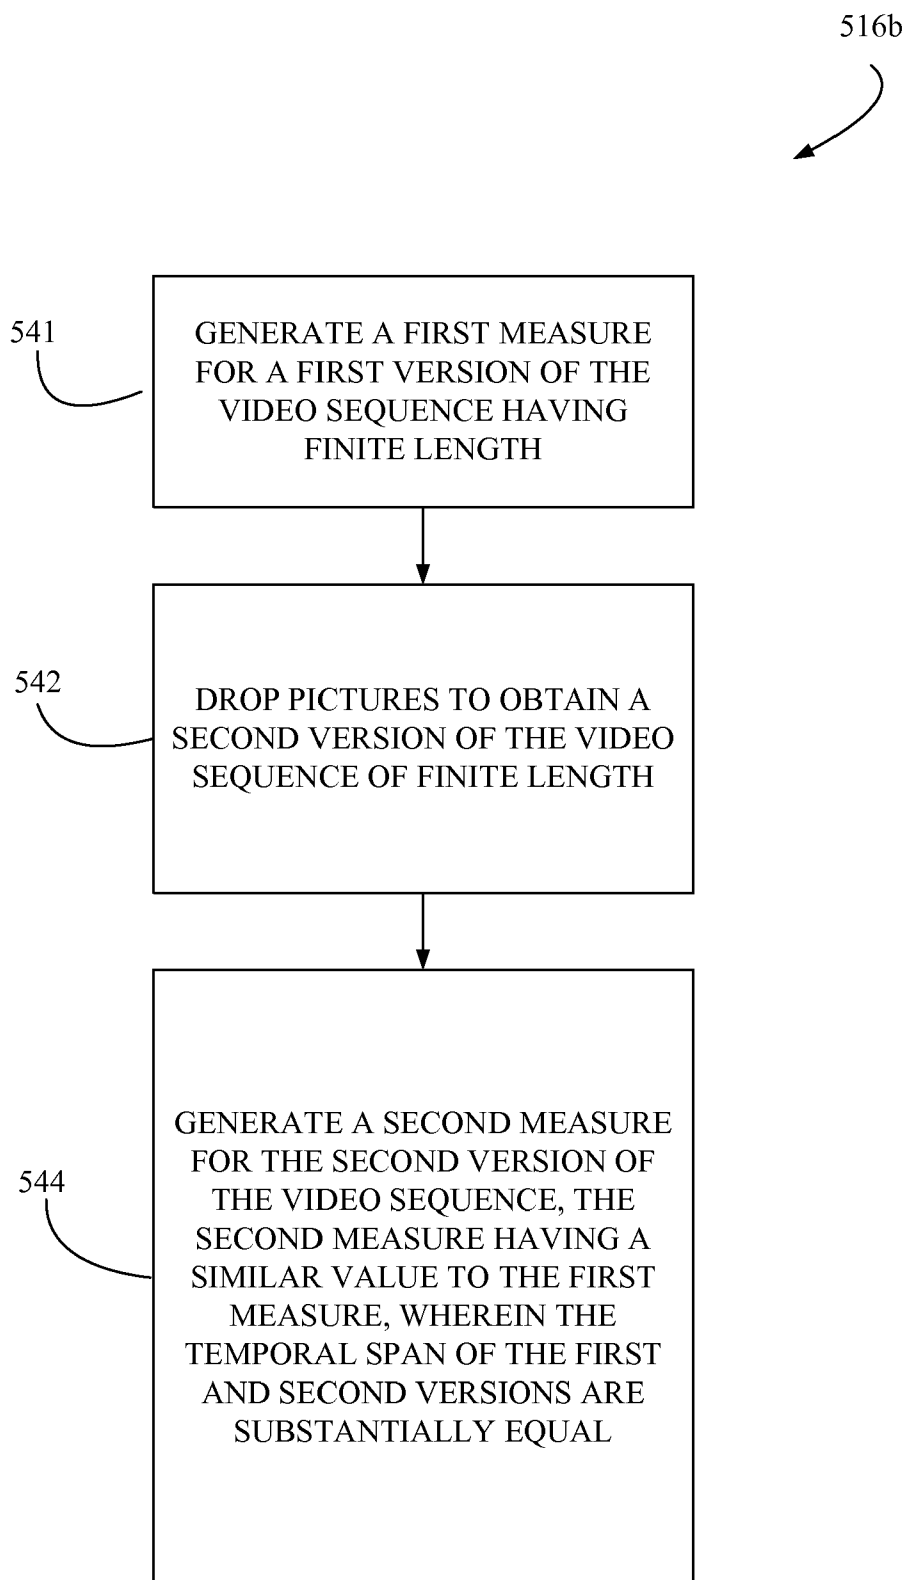 516b
541
GENERATE A FIRST MEASURE
FOR A FIRST VERSION OF THE
VIDEO SEQUENCE HAVING
FINITE LENGTH
542
DROP PICTURES TO OBTAIN A
SECOND VERSION OF THE VIDEO
SEQUENCE OF FINITE LENGTH
544
GENERATE A SECOND MEASURE
FOR THE SECOND VERSION OF
THE VIDEO SEQUENCE, THE
SECOND MEASURE HAVING A
SIMILAR VALUE TO THE FIRST
MEASURE, WHEREIN THE
TEMPORAL SPAN OF THE FIRST
AND SECOND VERSIONS ARE
SUBSTANTIALLY EQUAL